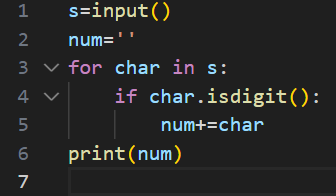 1 s=input()
2 num=''
3 for char in s:
4     if char.isdigit():
5         num+=char
6 print(num)
7